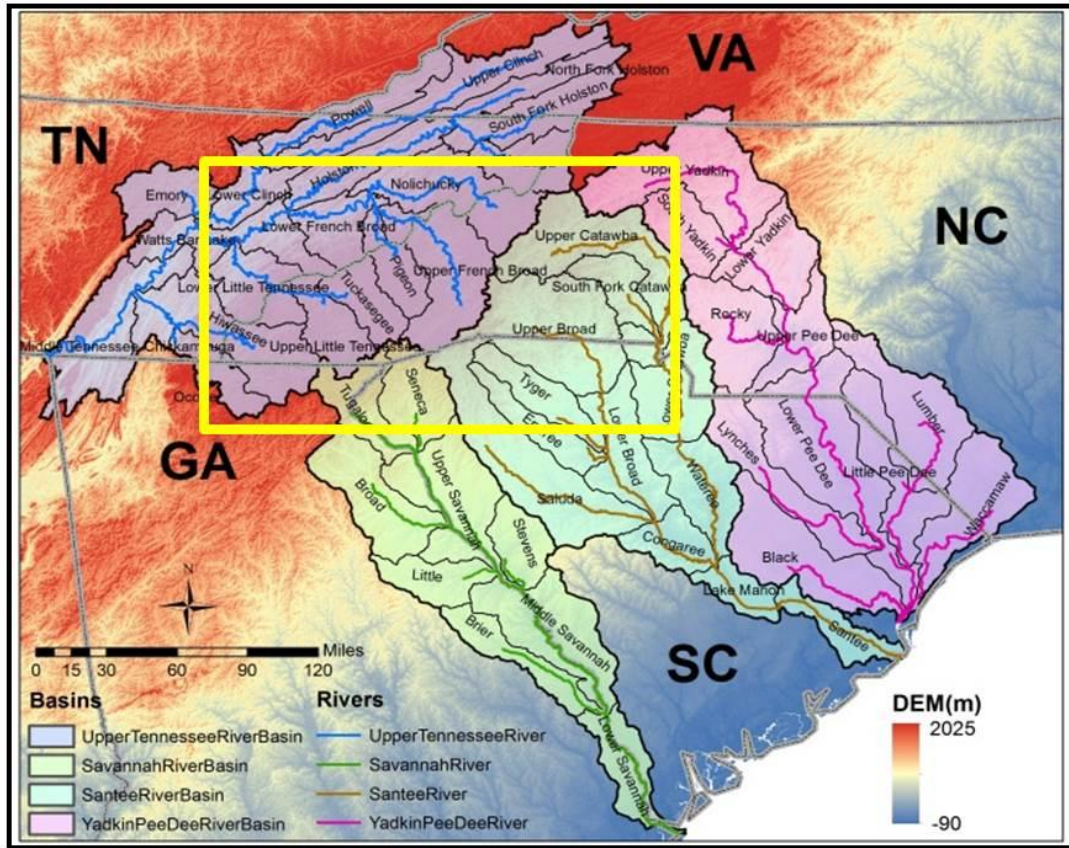 VA
Upper Clinch
North Fork Holston
Powell
South Fork Holston
TN
Holston
Upper Yadkin
Emory
Lower Clinch
Nolichucky
South Yadkin
Lower Yadkin
NC
Lower French Broad
Watts Bar Lake
Upper Catawba
Pigeon
Upper French Broad
Lower Little Tennessee
Tuckasegee
South Fork Catawba
Rocky
Hiwassee
Upper Broad
Upper Pee Dee
Middle Tennessee-Chickamauga
Upper Little Tennessee
Seneca
Tyger
Tugaloo
Enoree
Lower Broad
Lower Pee Dee
Lumber
Lynches
Little Pee Dee
GA
Upper Savannah
Broad
Saluda
Wateree
Waccamaw
Stevens
Congaree
Black
Little
Lake Marion
N
Middle Savannah
Brier
Santee
SC
Miles
0 15 30 60 90 120
Lower Savannah
Basins
Rivers
UpperTennesseeRiverBasin
UpperTennesseeRiver
SavannahRiverBasin
SavannahRiver
SanteeRiverBasin
SanteeRiver
YadkinPeeDeeRiverBasin
YadkinPeeDeeRiver
DEM(m)
2025
-90